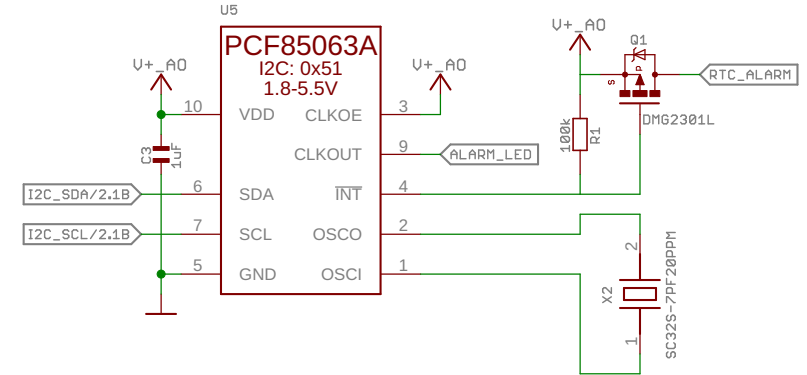 U5
PCF85063A
I2C: 0x51
1.8-5.5V
V+_AO
V+_AO
V+_AO
Q1
S
P
RTC_ALARM
DMG2301L
10
VDD
CLKOE
3
C3
1uF
CLKOUT
9
ALARM_LED
100k
R1
I2C_SDA/2.1B
6
SDA
INT
4
I2C_SCL/2.1B
7
SCL
OSCO
2
5
GND
OSCI
1
X2
2
1
SC32S-7PF20PPM